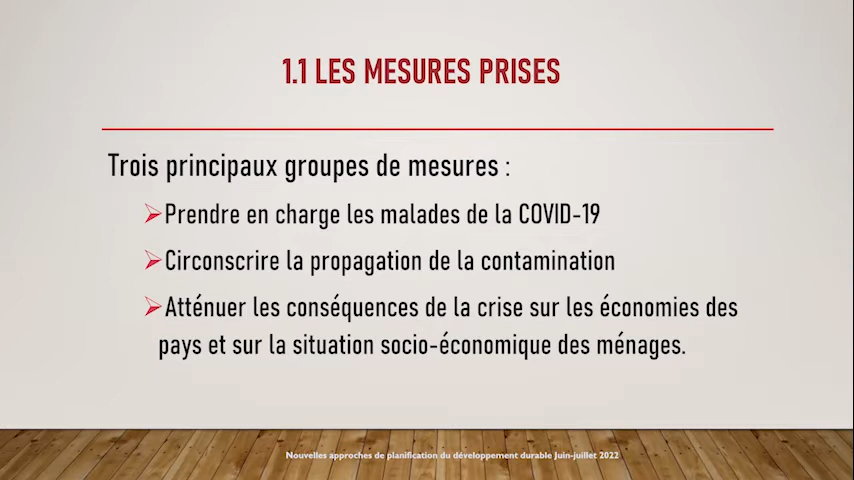 1.1 LES MESURES PRISES
Trois principaux groupes de mesures :
Prendre en charge les malades de la COVID-19
Circonscrire la propagation de la contamination
Atténuer les conséquences de la crise sur les économies des
pays et sur la situation socio-économique des ménages.
Nouvelles approches de planification du développement durable Juin-juillet 2022